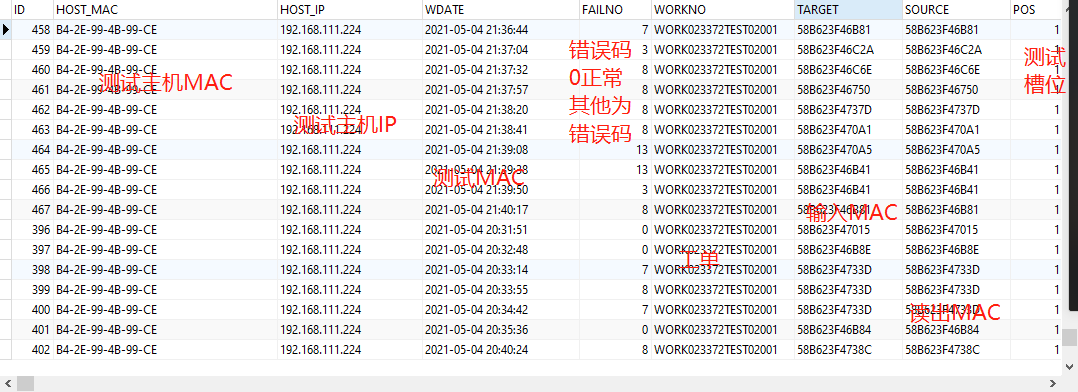 ID HOST_MAC HOST_IP WDATE FAILNO WORKNO TARGET SOURCE POS
458 B4-2E-99-4B-99-CE 192.168.111.224 2021-05-04 21:36:44 7 WORK023372TEST02001 58B623F46B81 58B623F46B81 1
459 B4-2E-99-4B-99-CE 192.168.111.224 2021-05-04 21:37:04 3 WORK023372TEST02001 58B623F46C2A 58B623F46C2A 1
460 B4-2E-99-4B-99-CE 192.168.111.224 2021-05-04 21:37:32 8 WORK023372TEST02001 58B623F46C6E 58B623F46C6E 1
461 B4-2E-99-4B-99-CE 192.168.111.224 2021-05-04 21:37:57 8 WORK023372TEST02001 58B623F46750 58B623F46750 1
462 B4-2E-99-4B-99-CE 192.168.111.224 2021-05-04 21:38:20 8 WORK023372TEST02001 58B623F4737D 58B623F4737D 1
463 B4-2E-99-4B-99-CE 192.168.111.224 2021-05-04 21:38:41 8 WORK023372TEST02001 58B623F470A1 58B623F470A1 1
464 B4-2E-99-4B-99-CE 192.168.111.224 2021-05-04 21:39:08 13 WORK023372TEST02001 58B623F470A5 58B623F470A5 1
465 B4-2E-99-4B-99-CE 192.168.111.224 2021-05-04 21:39:38 13 WORK023372TEST02001 58B623F46B41 58B623F46B41 1
466 B4-2E-99-4B-99-CE 192.168.111.224 2021-05-04 21:39:50 3 WORK023372TEST02001 58B623F46B41 58B623F46B41 1
467 B4-2E-99-4B-99-CE 192.168.111.224 2021-05-04 21:40:17 8 WORK023372TEST02001 58B623F46B81 58B623F46B81 1
396 B4-2E-99-4B-99-CE 192.168.111.224 2021-05-04 20:31:51 0 WORK023372TEST02001 58B623F47015 58B623F47015 1
397 B4-2E-99-4B-99-CE 192.168.111.224 2021-05-04 20:32:48 0 WORK023372TEST02001 58B623F46B8E 58B623F46B8E 1
398 B4-2E-99-4B-99-CE 192.168.111.224 2021-05-04 20:33:14 7 WORK023372TEST02001 58B623F4733D 58B623F4733D 1
399 B4-2E-99-4B-99-CE 192.168.111.224 2021-05-04 20:33:55 8 WORK023372TEST02001 58B623F4733D 58B623F4733D 1
400 B4-2E-99-4B-99-CE 192.168.111.224 2021-05-04 20:34:42 7 WORK023372TEST02001 58B623F4733D 58B623F4733D 1
401 B4-2E-99-4B-99-CE 192.168.111.224 2021-05-04 20:35:36 0 WORK023372TEST02001 58B623F46B84 58B623F46B84 1
402 B4-2E-99-4B-99-CE 192.168.111.224 2021-05-04 20:40:24 8 WORK023372TEST02001 58B623F4738C 58B623F4738C 1
测试主机MAC
测试主机IP
测试MAC
错误码
0正常
其他为
错误码
工单
输入MAC
读出MAC
测试
槽位